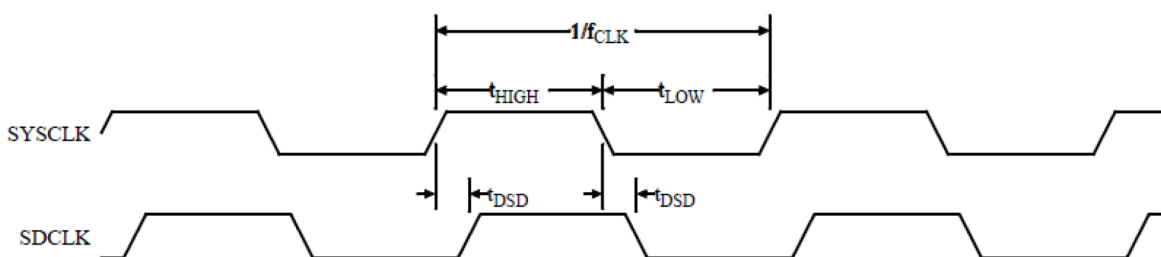 1/fCLK
tHIGH tLOW
SYSCLK
tDSD tDSD
SDCLK